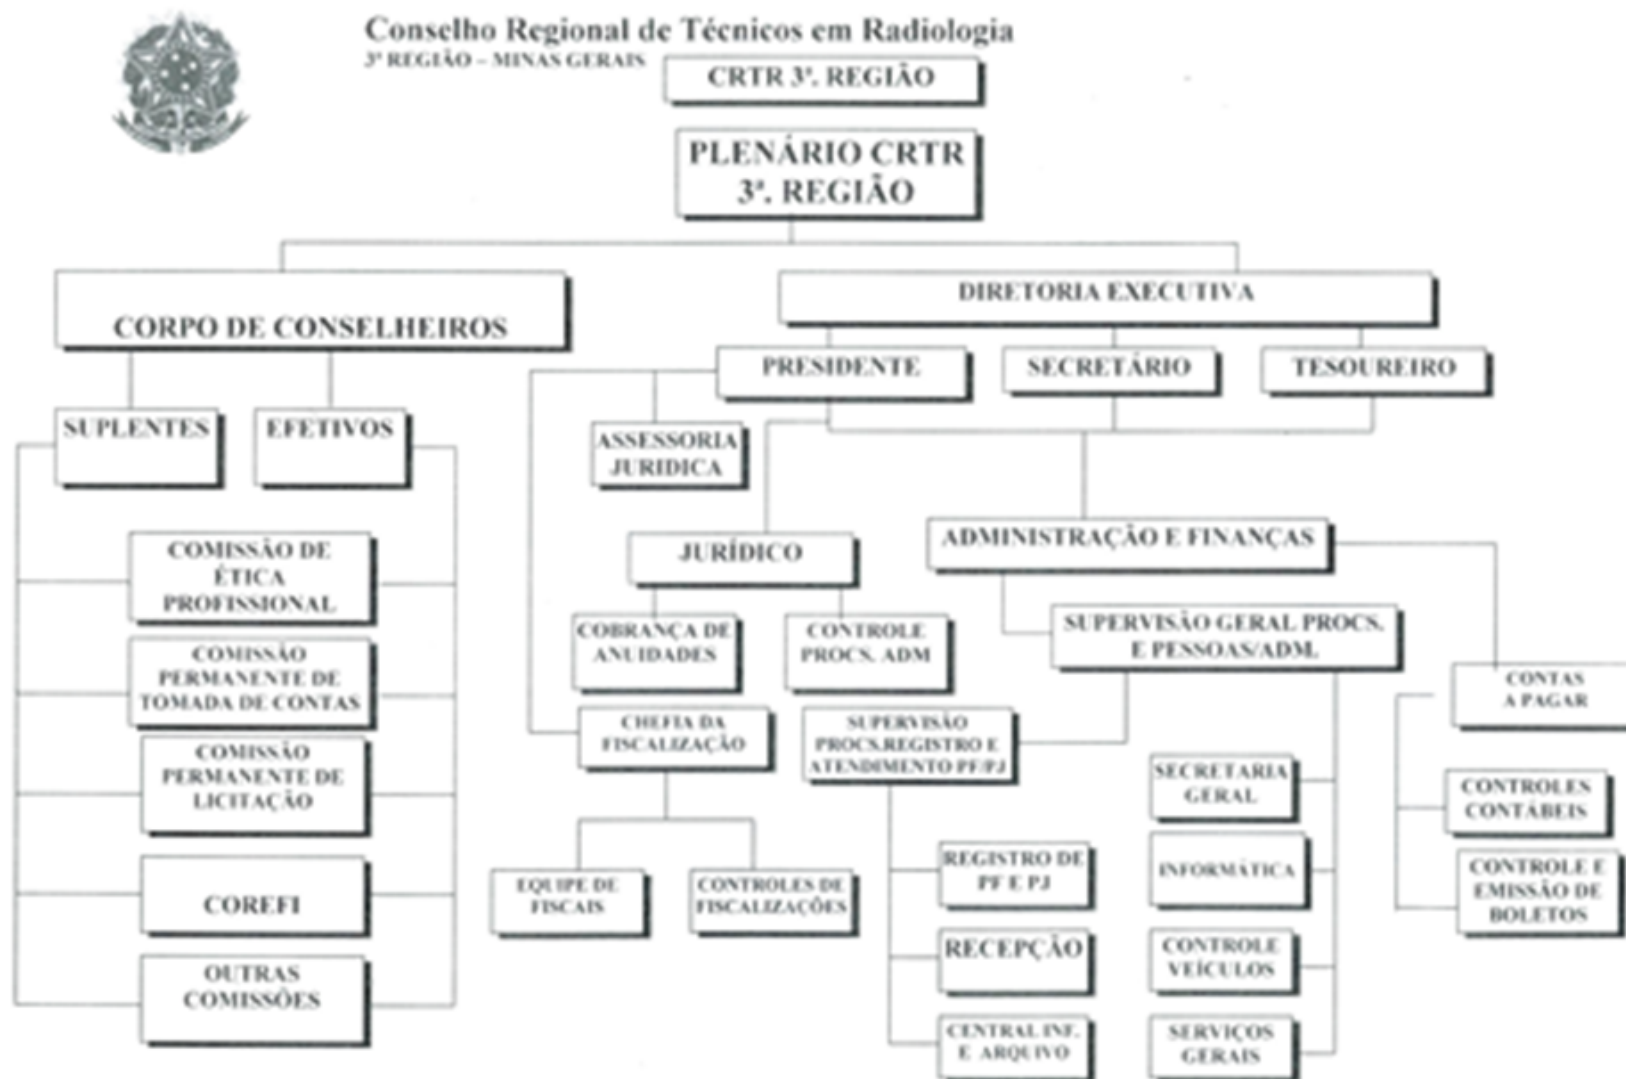 Conselho Regional de Técnicos em Radiologia
3ª REGIÃO – MINAS GERAIS
CRTR 3ª. REGIÃO
PLENÁRIO CRTR
3ª. REGIÃO
CORPO DE CONSELHEIROS
DIRETORIA EXECUTIVA
PRESIDENTE
SECRETÁRIO
TESOUREIRO
SUPLENTES
EFETIVOS
ASSESSORIA
JURIDICA
COMISSÃO DE
ÉTICA
PROFISSIONAL
COMISSÃO
PERMANENTE DE
TOMADA DE CONTAS
COMISSÃO
PERMANENTE DE
LICITAÇÃO
COREFI
OUTRAS
COMISSÕES
JURÍDICO
ADMINISTRAÇÃO E FINANÇAS
COBRANÇA DE
ANUIDADES
CONTROLE
PROCS. ADM
SUPERVISÃO GERAL PROCS.
E PESSOAS/ADM.
CONTAS
A PAGAR
CHEFIA DA
FISCALIZAÇÃO
SUPERVISÃO
PROCS.REGISTRO E
ATENDIMENTO PF/PJ
SECRETARIA
GERAL
CONTROLES
CONTÁBEIS
EQUIPE DE
FISCAIS
CONTROLES DE
FISCALIZAÇÕES
REGISTRO DE
PF E PJ
INFORMÁTICA
CONTROLE E
EMISSÃO DE
BOLETOS
RECEPÇÃO
CONTROLE
VEÍCULOS
CENTRAL INF.
E ARQUIVO
SERVIÇOS
GERAIS